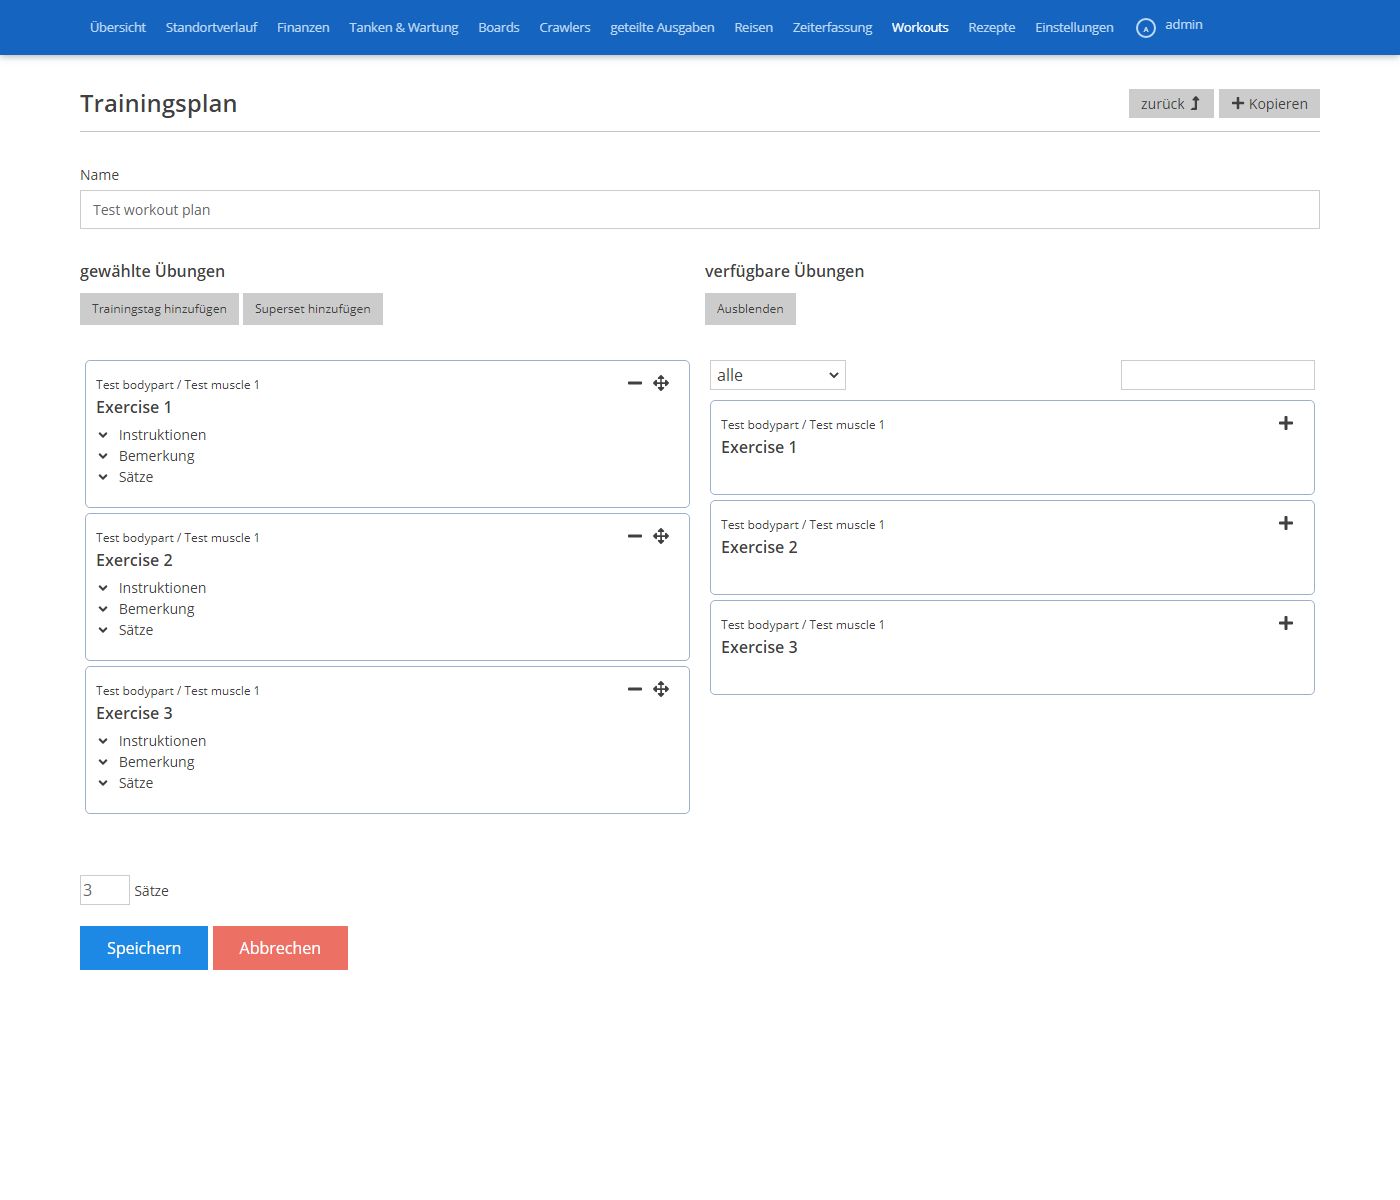 Übersicht Standortverlauf Finanzen Tanken & Wartung Boards Crawlers geteilte Ausgaben Reisen Zeiterfassung Workouts Rezepte Einstellungen A admin
Trainingsplan
zurück Kopieren
Name
Test workout plan
gewählte Übungen
Trainingstag hinzufügen Superset hinzufügen
Test bodypart / Test muscle 1
Exercise 1
Instruktionen
Bemerkung
Sätze
Test bodypart / Test muscle 1
Exercise 2
Instruktionen
Bemerkung
Sätze
Test bodypart / Test muscle 1
Exercise 3
Instruktionen
Bemerkung
Sätze
verfügbare Übungen
Ausblenden
alle
Test bodypart / Test muscle 1
Exercise 1
Test bodypart / Test muscle 1
Exercise 2
Test bodypart / Test muscle 1
Exercise 3
3 Sätze
Speichern Abbrechen